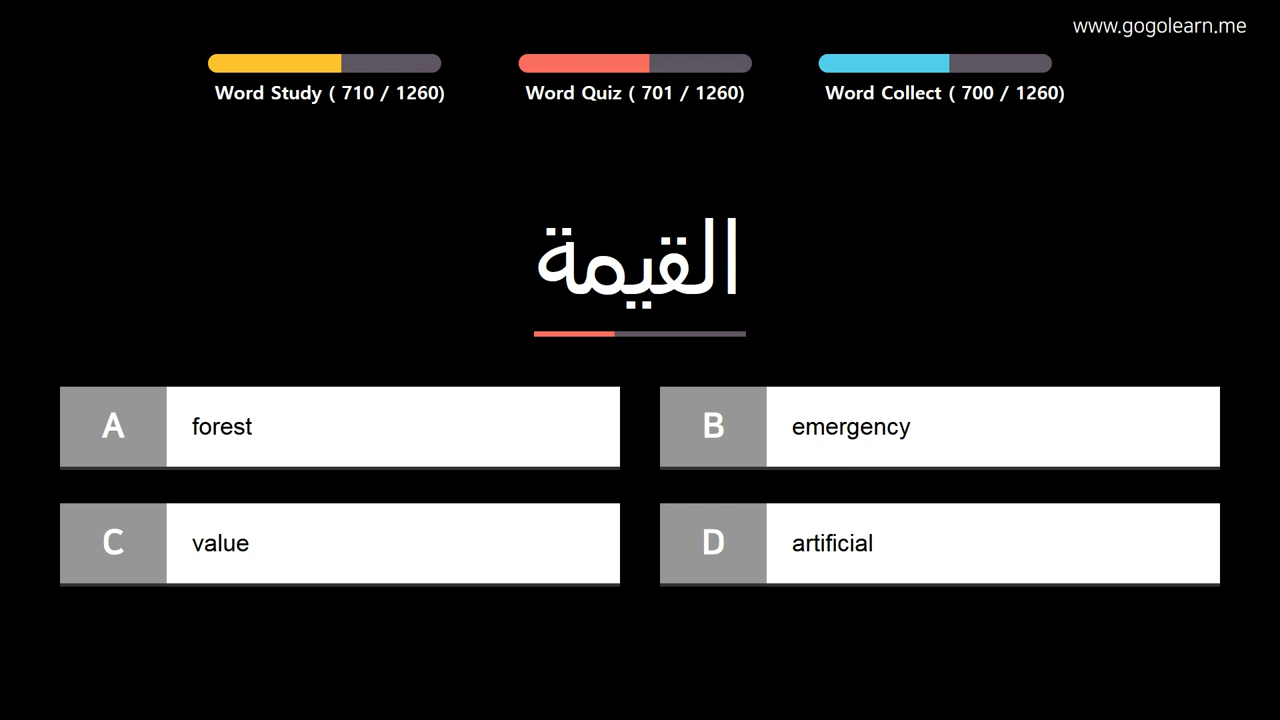 www.gogolearn.me
Word Study ( 710 / 1260)
Word Quiz ( 701 / 1260)
Word Collect ( 700 / 1260)
القيمة
A forest
B emergency
C value
D artificial